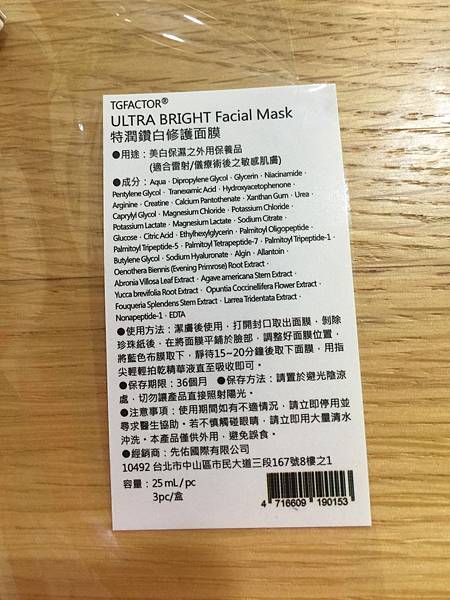 TGFACTOR®
ULTRA BRIGHT Facial Mask
特潤鑽白修護面膜
●用途：美白保濕之外用保養品
(適合雷射/儀療術後之敏感肌膚)
●成分：Aqua · Dipropylene Glycol · Glycerin · Niacinamide ·
Pentylene Glycol · Tranexamic Acid · Hydroxyacetophenone ·
Arginine · Creatine · Calcium Pantothenate · Xanthan Gum · Urea ·
Caprylyl Glycol · Magnesium Chloride · Potassium Chloride ·
Potassium Lactate · Magnesium Lactate · Sodium Citrate ·
Glucose · Citric Acid · Ethylhexylglycerin · Palmitoyl Oligopeptide ·
Palmitoyl Tripeptide-5 · Palmitoyl Tetrapeptide-7 · Palmitoyl Tripeptide-1 ·
Butylene Glycol · Sodium Hyaluronate · Algin · Allantoin ·
Oenothera Biennis (Evening Primrose) Root Extract ·
Abronia Villosa Leaf Extract · Agave americana Stem Extract ·
Yucca brevifolia Root Extract · Opuntia Coccinellifera Flower Extract ·
Fouqueria Splendens Stem Extract · Larrea Tridentata Extract ·
Nonapeptide-1 · EDTA
●使用方法：潔膚後使用，打開封口取出面膜，剝除
珍珠紙後，在將面膜平鋪於臉部，調整好面膜位置，
將藍色布膜取下，靜待15~20分鐘後取下面膜，用指
尖輕輕拍乾精華液直至吸收即可。
●保存期限：36個月 ●保存方法：請置於避光陰涼
處，切勿讓產品直接照射陽光。
●注意事項：使用期間如有不適情況，請立即停用並
尋求醫生協助。若不慎觸碰眼睛，請立即用大量清水
沖洗。本產品僅供外用，避免誤食。
●經銷商：先佑國際有限公司
10492 台北市中山區市民大道三段167號8樓之1
容量：25 mL/pc
3pc/盒
4 716609 190153